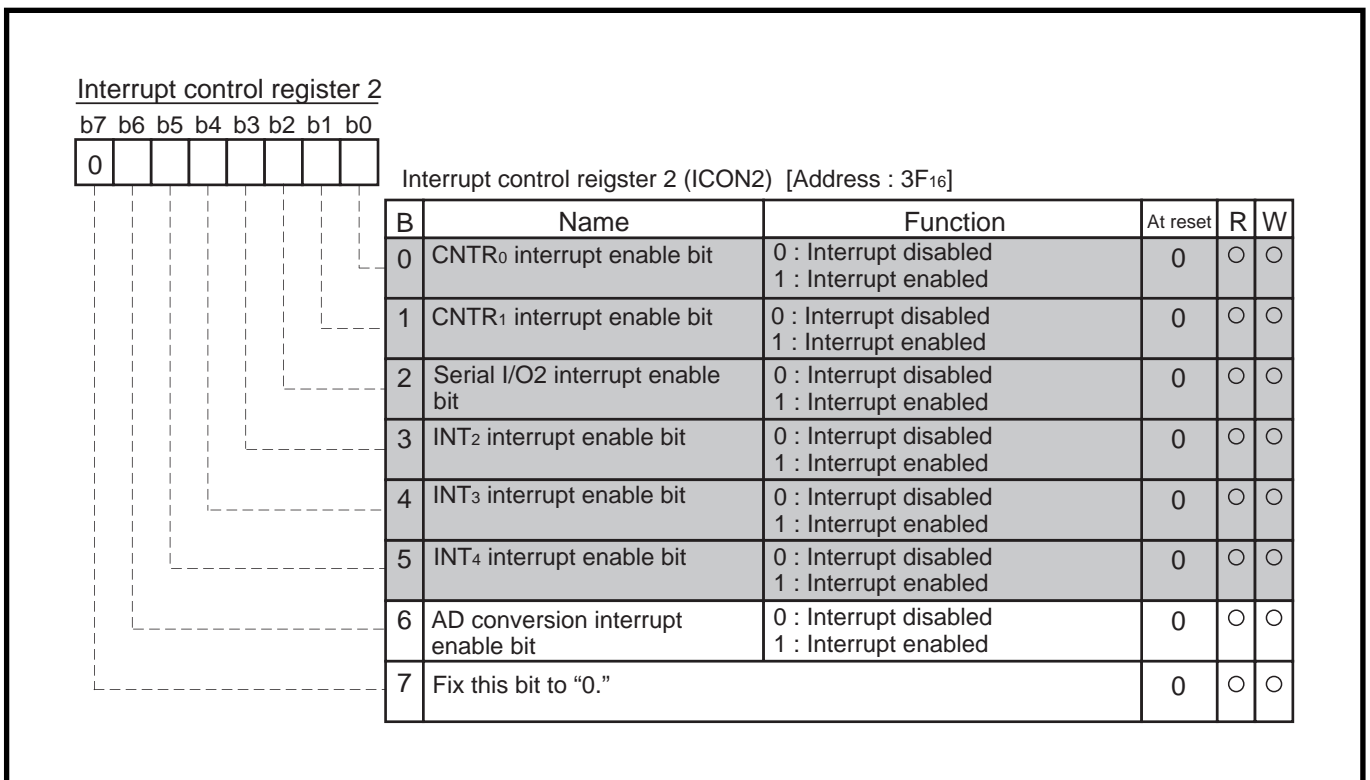 Interrupt control register 2
b7 b6 b5 b4 b3 b2 b1 b0
0
Interrupt control reigster 2 (ICON2) [Address : 3F16]
B Name Function At reset R W
0 CNTR0 interrupt enable bit 0 : Interrupt disabled 0 ○ ○
1 : Interrupt enabled
1 CNTR1 interrupt enable bit 0 : Interrupt disabled 0 ○ ○
1 : Interrupt enabled
2 Serial I/O2 interrupt enable 0 : Interrupt disabled 0 ○ ○
bit 1 : Interrupt enabled
3 INT2 interrupt enable bit 0 : Interrupt disabled 0 ○ ○
1 : Interrupt enabled
4 INT3 interrupt enable bit 0 : Interrupt disabled 0 ○ ○
1 : Interrupt enabled
5 INT4 interrupt enable bit 0 : Interrupt disabled 0 ○ ○
1 : Interrupt enabled
6 AD conversion interrupt 0 : Interrupt disabled 0 ○ ○
enable bit 1 : Interrupt enabled
7 Fix this bit to “0.” 0 ○ ○